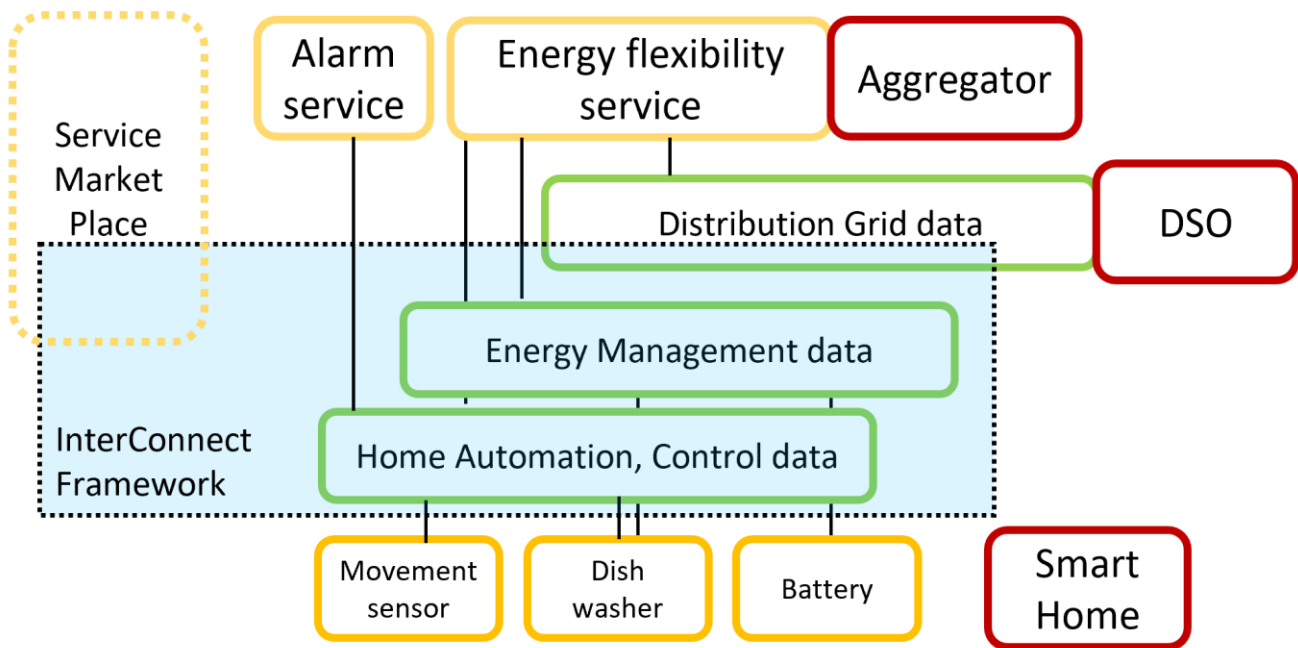 Alarm
service
Energy flexibility
service
Aggregator
Service
Market
Place
Distribution Grid data
DSO
Energy Management data
InterConnect
Framework
Home Automation, Control data
Movement
sensor
Dish
washer
Battery
Smart
Home